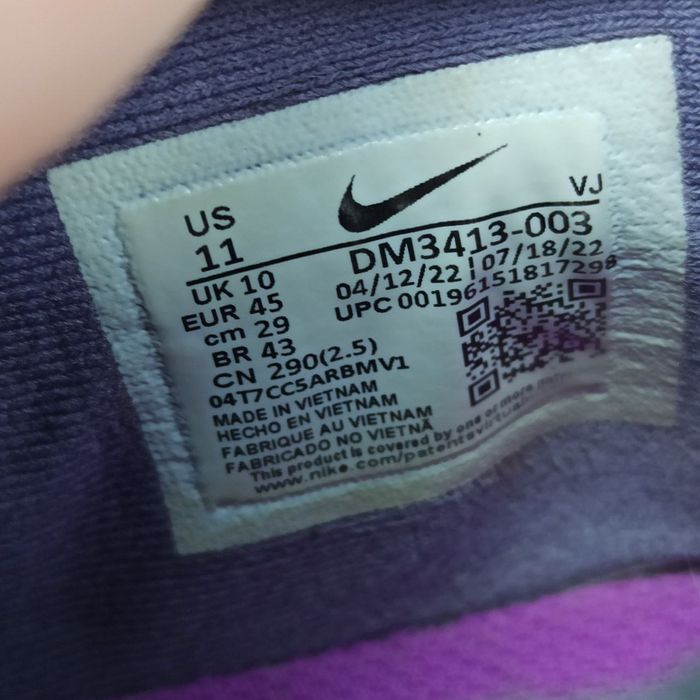 US
11
VJ
UK 10
DM3413-003
EUR 45
04/12/22 | 07/18/22
cm 29
UPC 00196151817298
BR 43
CN 290(2.5)
04T7CC5ARBMV1
MADE IN VIETNAM
HECHO EN VIETNAM
FABRIQUE AU VIETNAM
FABRICADO NO VIETNÃ
This product is covered by one or more
www.nike.com/patents